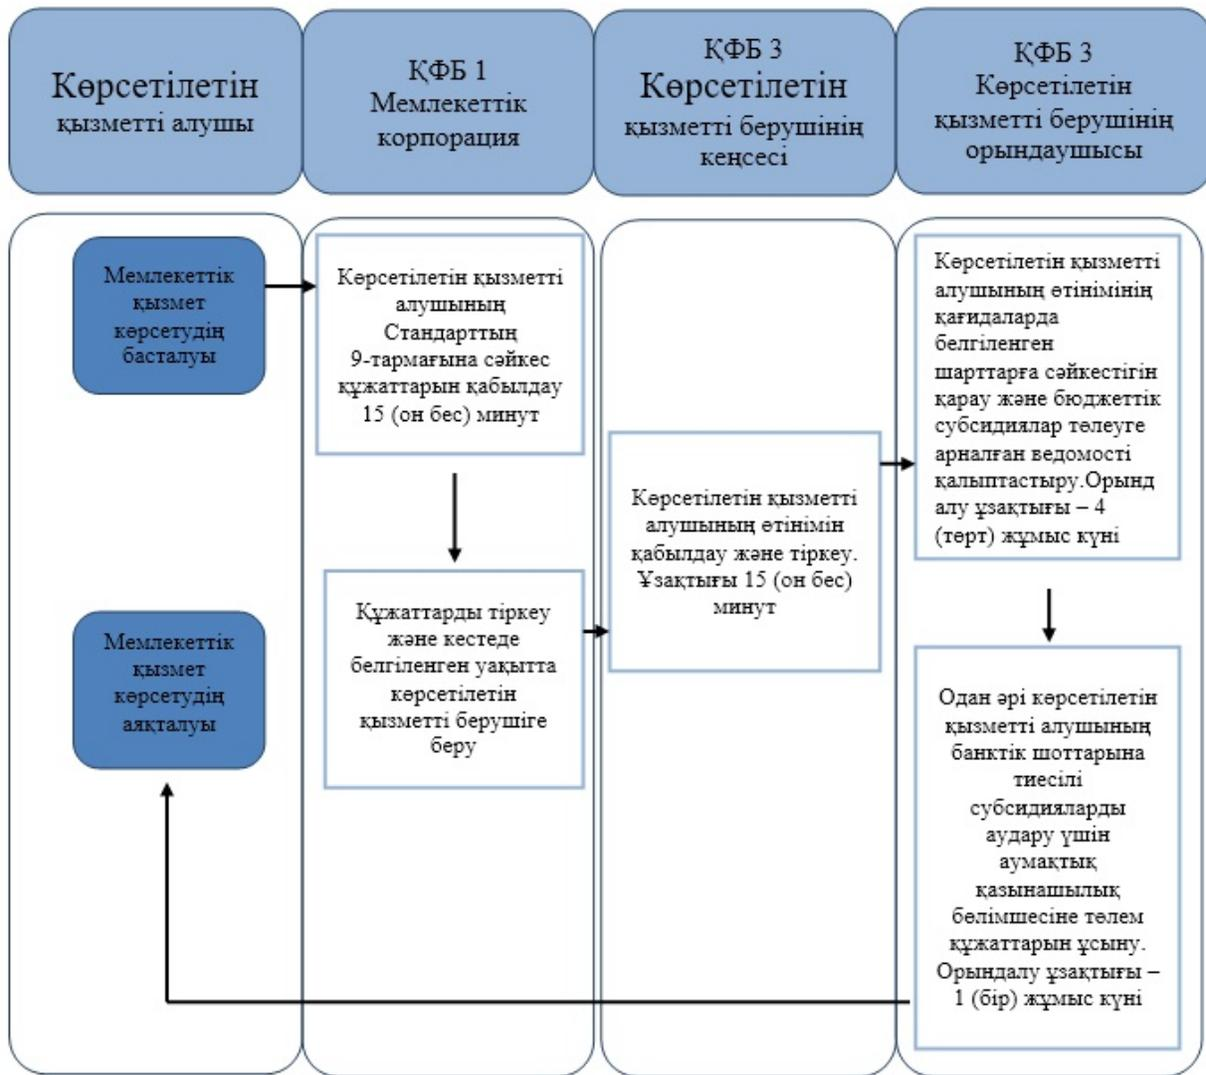 Көрсетілетін
қызметті алушы
ҚФБ 1
Мемлекеттік
корпорация
ҚФБ 3
Көрсетілетін
қызметті берушінің
кеңсесі
ҚФБ 3
Көрсетілетін
қызметті берушінің
орындаушысы
Мемлекеттік
қызмет
көрсетудің
басталуы
Көрсетілетін қызметті
алушының
Стандарттың
9-тармағына сәйкес
құжаттарын қабылдау
15 (он бес) минут
Құжаттарды тіркеу
және кестеде
белгіленген уақытта
көрсетілетін
қызметті берушіге
беру
Көрсетілетін қызметті
алушының өтінімін
қабылдау және тіркеу.
Ұзақтығы 15 (он бес)
минут
Көрсетілетін қызметті
алушының өтінімінің
қағидаларда
белгіленген
шарттарға сәйкестігін
қарау және бюджеттік
субсидиялар төлеуге
арналған ведомості
қалыптастыру.Орынд
алу ұзақтығы – 4
(төрт) жұмыс күні
Одан әрі көрсетілетін
қызметті алушының
банктік шоттарына
тиесілі
субсидияларды
аудару үшін
аумақтық
қазынашылық
бөлімшесіне төлем
құжаттарын ұсыну.
Орындалу ұзақтығы –
1 (бір) жұмыс күні
Мемлекеттік
қызмет
көрсетудің
аяқталуы